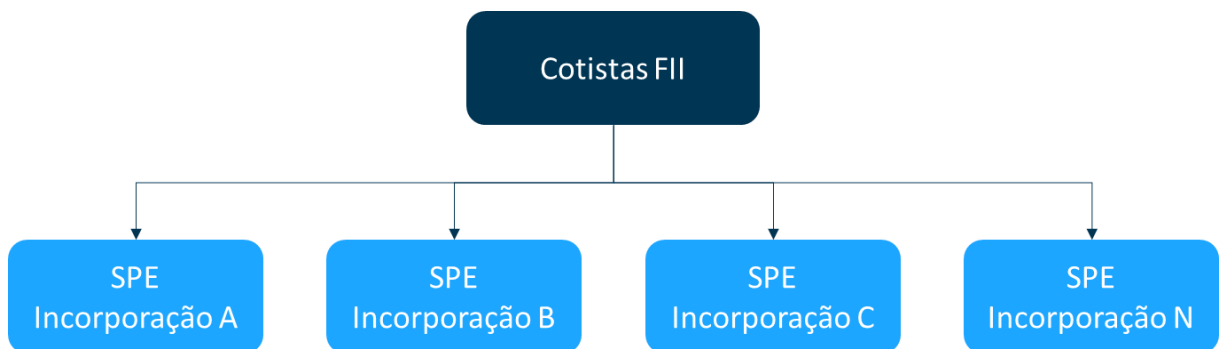 Cotistas FII
SPE
Incorporação A
SPE
Incorporação B
SPE
Incorporação C
SPE
Incorporação N